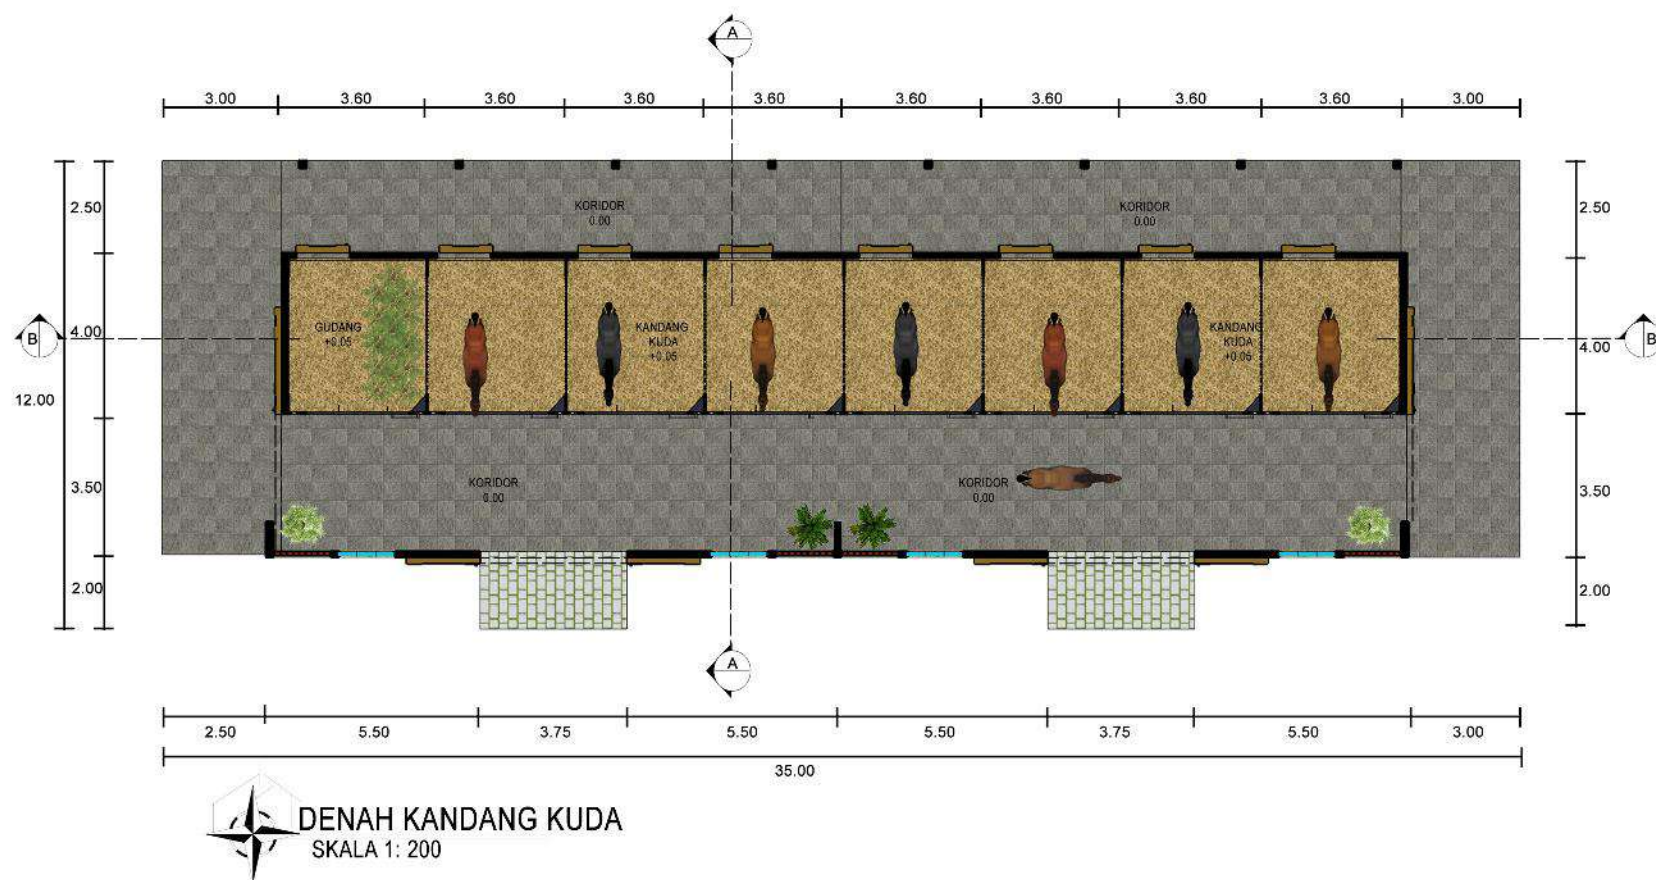 A
3.00 3.60 3.60 3.60 3.60 3.60 3.60 3.60 3.60 3.00
2.50 2.50
KORIDOR
0.00
KORIDOR
0.00
B
4.00
12.00
GUDANG
+0.05
KANDANG
KUDA
+0.05
KANDANG
KUDA
+0.05
4.00
B
3.50
KORIDOR
0.00
KORIDOR
0.00
3.50
2.00 2.00
A
2.50 5.50 3.75 5.50 5.50 3.75 5.50 3.00
35.00
DENAH KANDANG KUDA
SKALA 1: 200